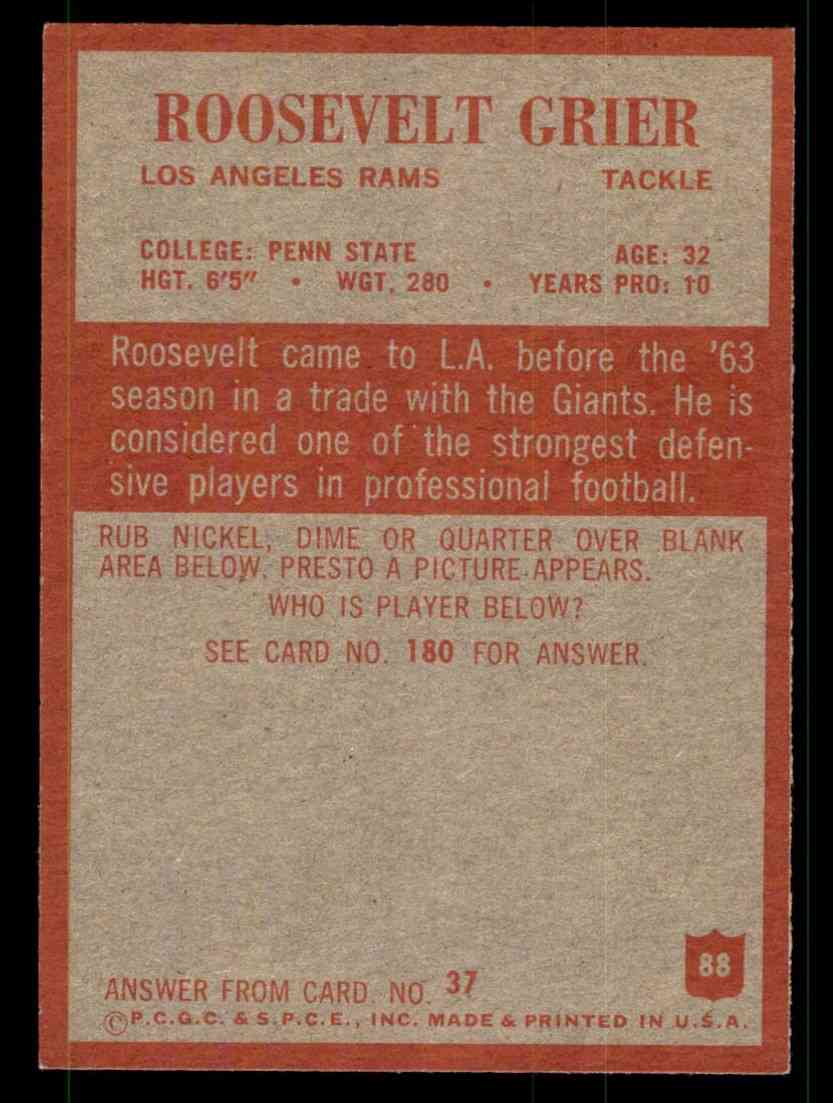 ROOSEVELT GRIER
LOS ANGELES RAMS TACKLE
COLLEGE: PENN STATE AGE: 32
HGT. 6'5" • WGT. 280 • YEARS PRO: 10
Roosevelt came to L.A. before the '63
season in a trade with the Giants. He is
considered one of the strongest defen-
sive players in professional football.
RUB NICKEL, DIME OR QUARTER OVER BLANK
AREA BELOW. PRESTO A PICTURE APPEARS.
WHO IS PLAYER BELOW?
SEE CARD NO. 180 FOR ANSWER.
88
ANSWER FROM CARD NO. 37
©P.C.G.C. & S.P.C.E., INC. MADE & PRINTED IN U.S.A.